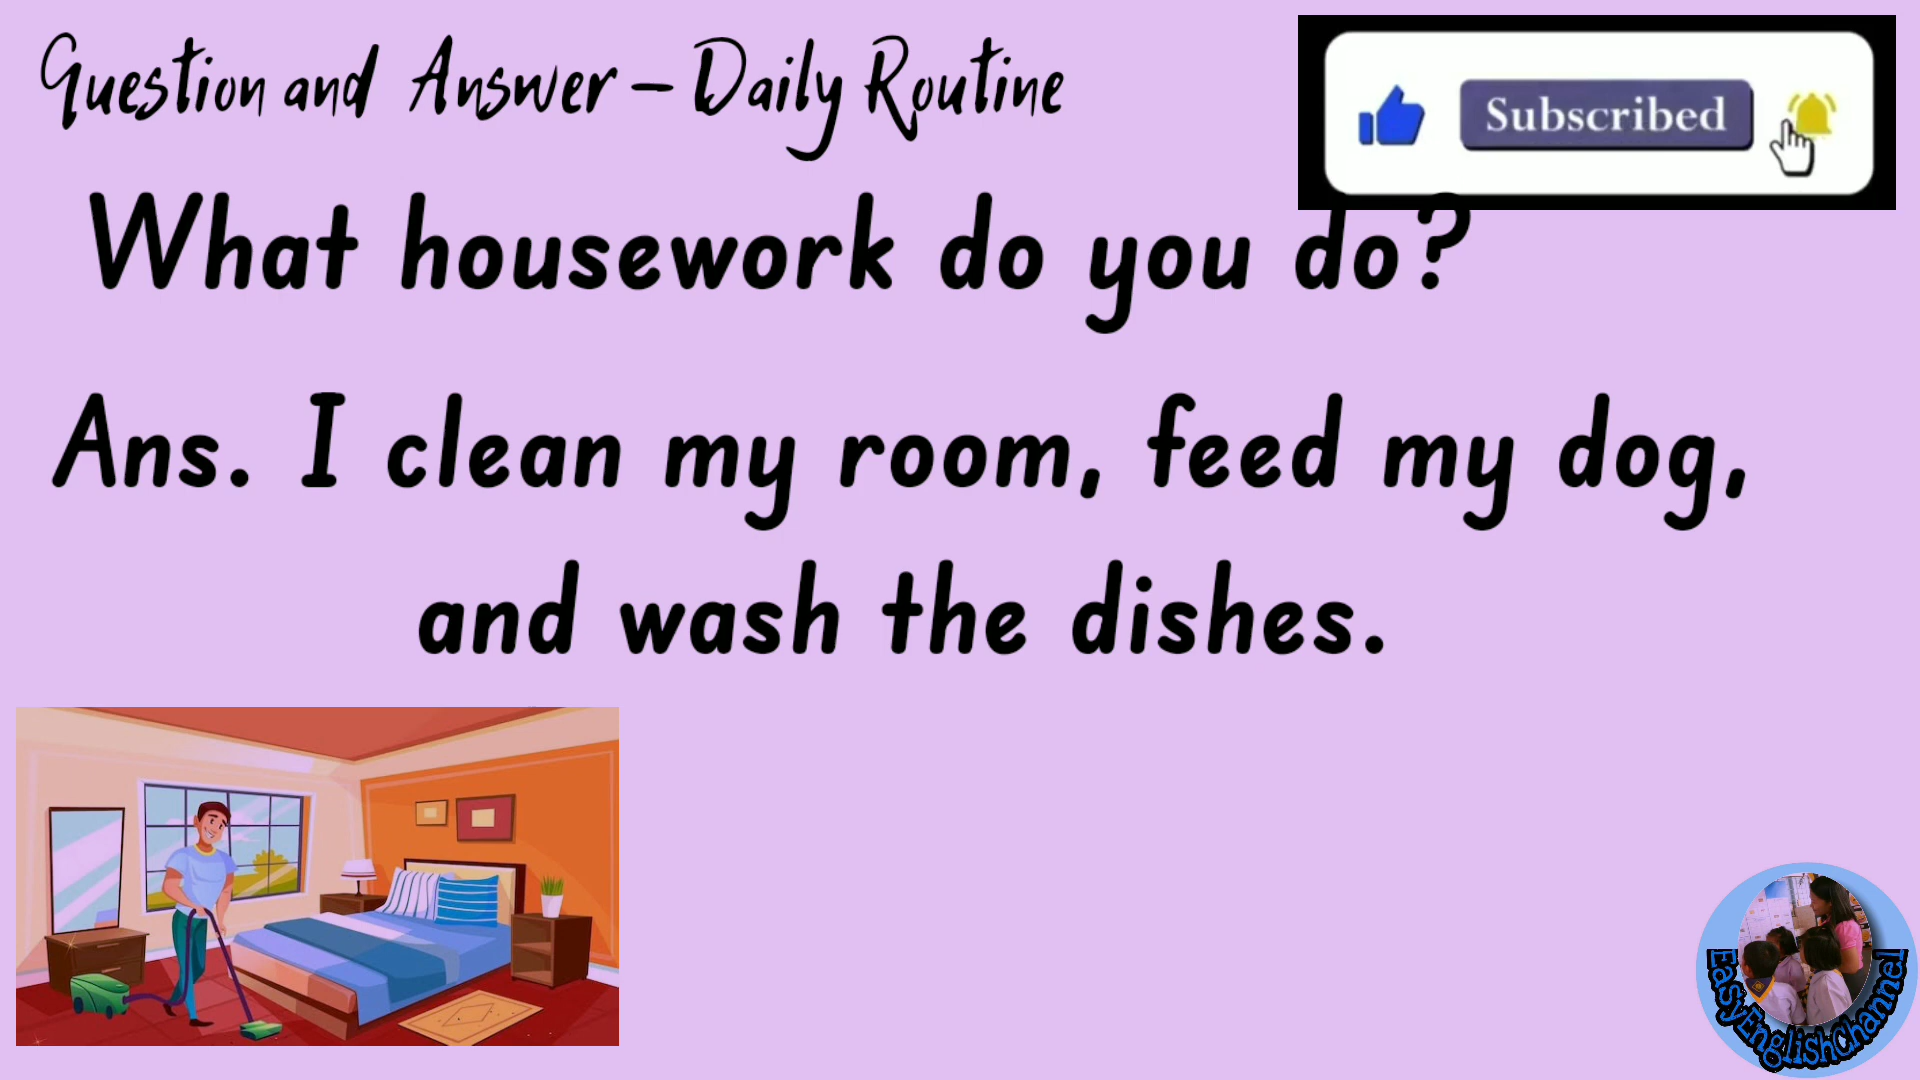 Question and Answer – Daily Routine
Subscribed
What housework do you do?
Ans. I clean my room, feed my dog,
and wash the dishes.
EasyEnglishChannel